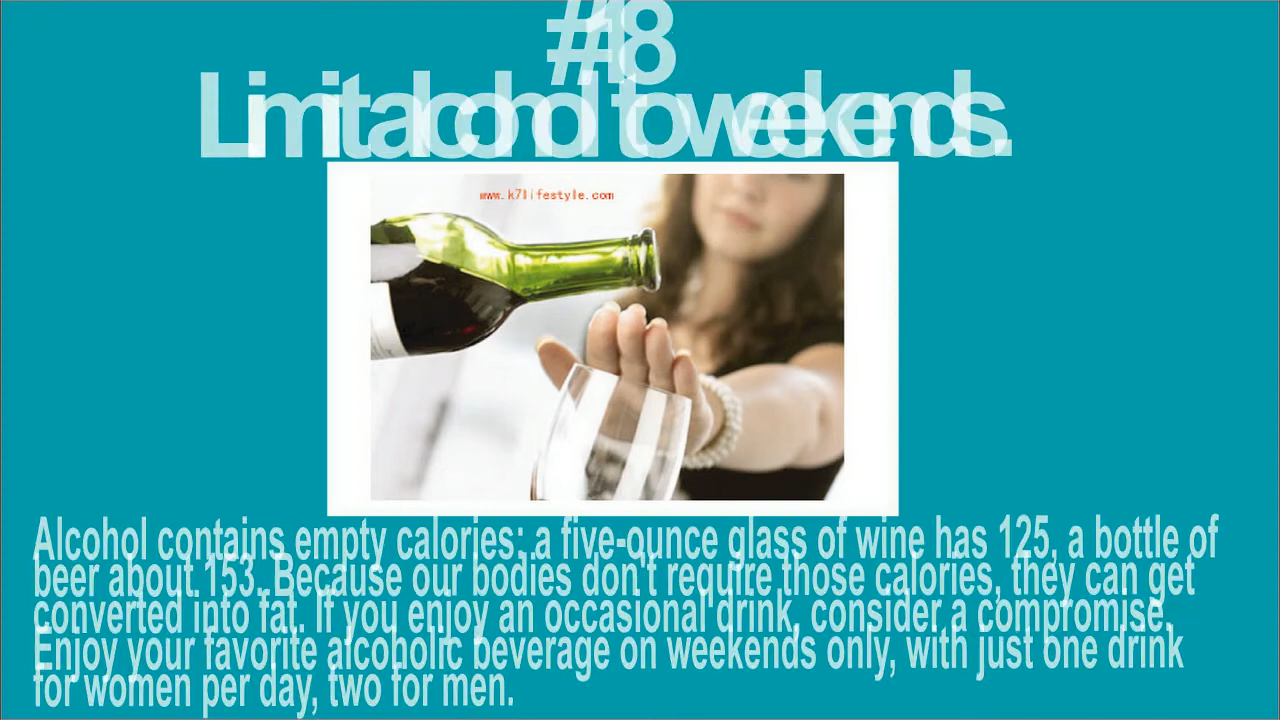 #18
Limit alcohol to weekends.
www.k7lifestyle.com
Alcohol contains empty calories; a five-ounce glass of wine has 125, a bottle of
beer about 153. Because our bodies don't require those calories, they can get
converted into fat. If you enjoy an occasional drink, consider a compromise.
Enjoy your favorite alcoholic beverage on weekends only, with just one drink
for women per day, two for men.